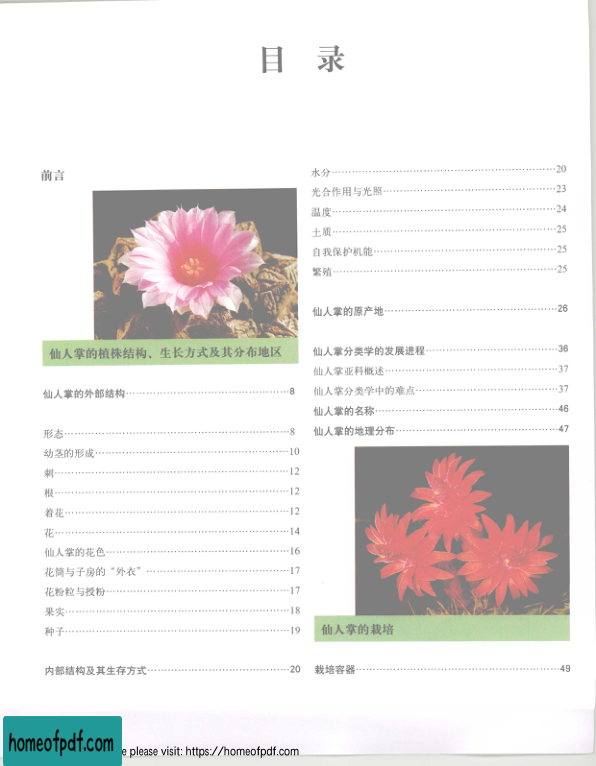 目 录
前言
仙人掌的植株结构、生长方式及其分布地区
仙人掌的外部结构························8
形态························8
幼茎的形成························10
刺························12
根························12
着花························12
花························14
仙人掌的花色························16
花筒与子房的“外衣”························17
花粉粒与授粉························17
果实························18
种子························19
内部结构及其生存方式························20
水分························20
光合作用与光照························23
温度························24
土质························25
自我保护机能························25
繁殖························25
仙人掌的原产地························26
仙人掌分类学的发展进程························36
仙人掌亚科概述························37
仙人掌分类学中的难点························37
仙人掌的名称························46
仙人掌的地理分布························47
仙人掌的栽培
栽培容器························49
homeofpdf.com
e please visit: https://homeofpdf.com